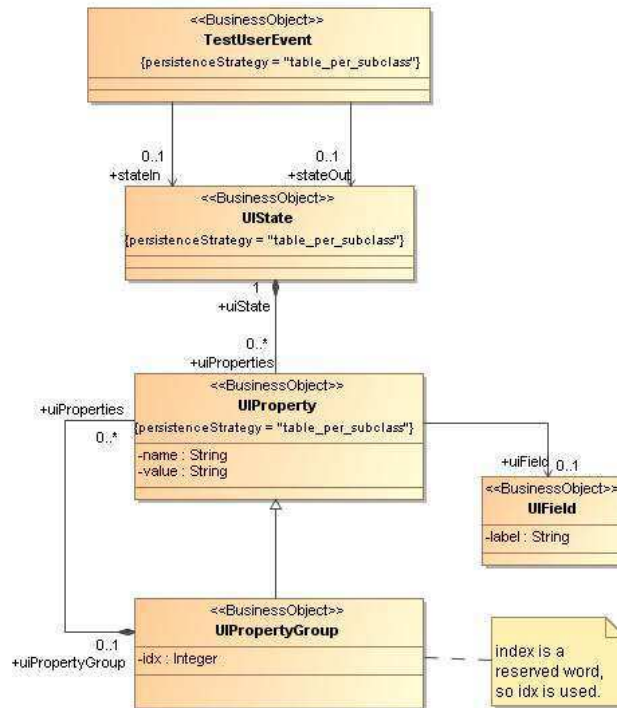 <<BusinessObject>>
TestUserEvent
{persistenceStrategy = "table_per_subclass"}
0..1
+stateIn
0..1
+stateOut
<<BusinessObject>>
UIState
{persistenceStrategy = "table_per_subclass"}
1
+uiState
0..*
+uiProperties
<<BusinessObject>>
UIProperty
{persistenceStrategy = "table_per_subclass"}
-name : String
-value : String
+uiProperties
0..*
+uiField
0..1
<<BusinessObject>>
UIField
-label : String
<<BusinessObject>>
UIPropertyGroup
-idx : Integer
0..1
+uiPropertyGroup
index is a
reserved word,
so idx is used.